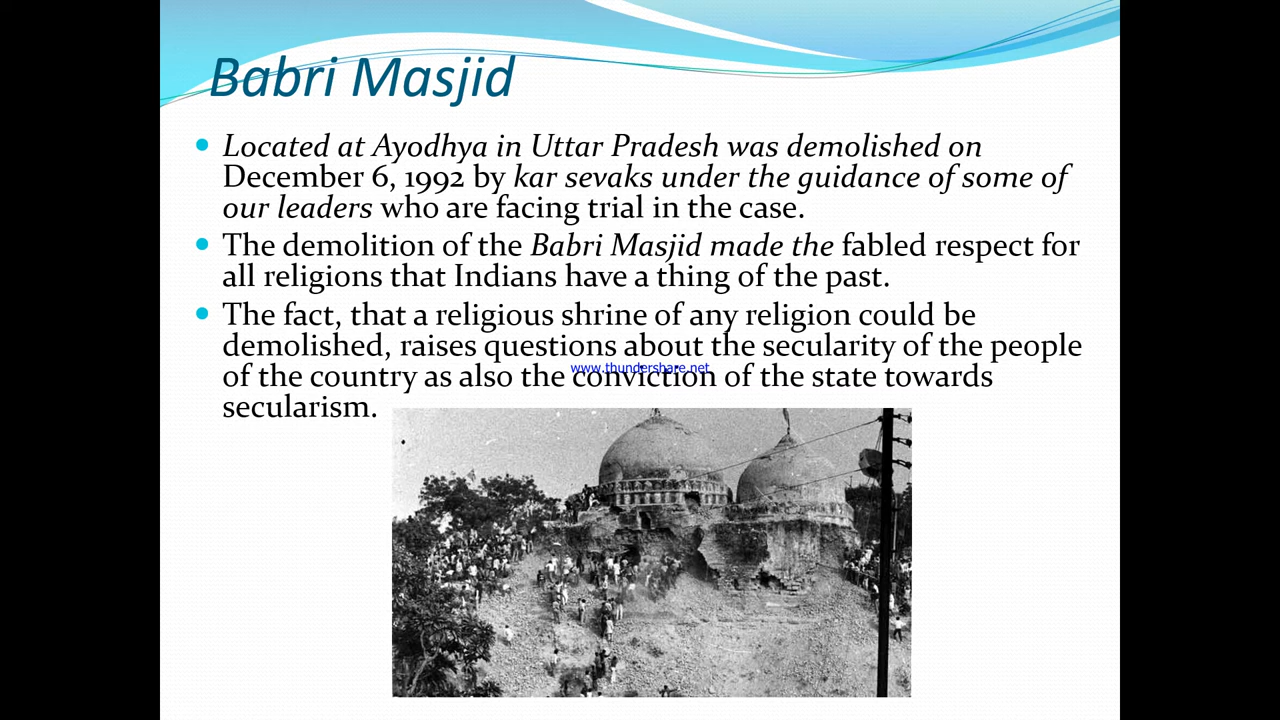 Babri Masjid
Located at Ayodhya in Uttar Pradesh was demolished on
December 6, 1992 by kar sevaks under the guidance of some of
our leaders who are facing trial in the case.
The demolition of the Babri Masjid made the fabled respect for
all religions that Indians have a thing of the past.
The fact, that a religious shrine of any religion could be
demolished, raises questions about the secularity of the people
www.thundershare.net
of the country as also the conviction of the state towards
secularism.